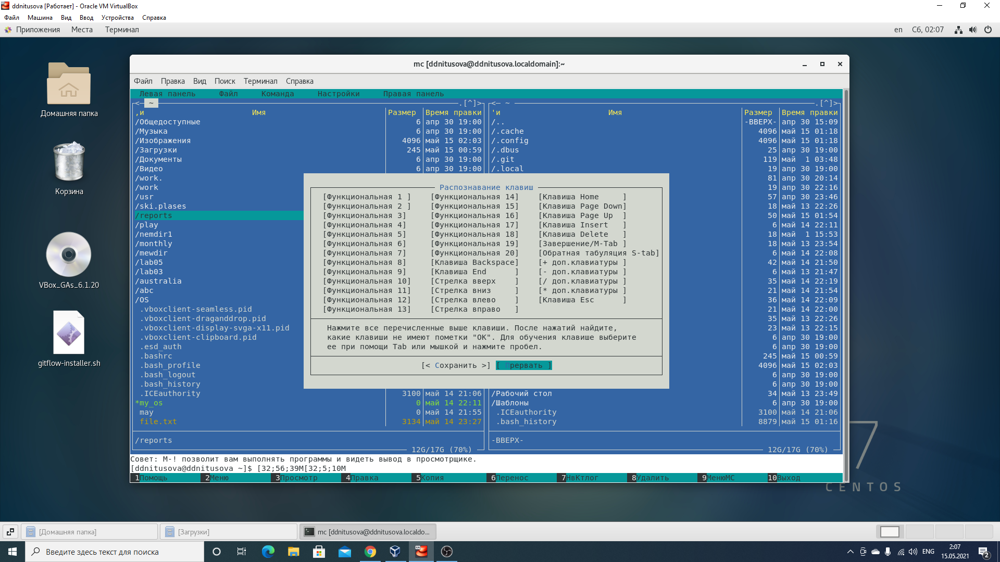 ddnitusova [Работает] - Oracle VM VirtualBox
Файл Машина Вид Ввод Устройства Справка
Приложения Места Терминал en Сб, 02:07
Домашняя папка
Корзина
VBox_GAs_6.1.20
gitflow-installer.sh
mc [ddnitusova@ddnitusova.localdomain]:~
Файл Правка Вид Поиск Терминал Справка
Левая панель Файл Команда Настройки Правая панель
<─ ~ .[^]> <─ ~ .[^]>
,и Имя Размер Время правки 'и Имя Размер Время правки
/Общедоступные 6 апр 30 19:00 /.. -ВВЕРХ- апр 30 15:09
/Музыка 6 апр 30 19:00 /.cache 4096 май 15 01:18
/Изображения 4096 май 15 02:03 /.config 4096 май 15 01:18
/Загрузки 245 май 15 00:59 /.dbus 25 апр 30 19:00
/Документы 6 апр 30 19:00 /.git 119 май 1 03:48
/Видео 6 апр 30 19:00 /.local 19 апр 30 19:00
/work. 81 апр 30 20:14
/work 19 апр 30 22:16
/usr 57 апр 30 23:46
/ski.plases 18 май 13 22:26
/reports 50 май 15 01:54
/play 6 май 14 22:11
/nemdir1 18 май 1 15:53
/monthly 18 май 13 23:54
/mewdir 6 май 14 22:08
/lab05 42 май 14 21:50
/lab03 6 май 13 21:47
/australia 35 май 14 22:19
/abc 21 май 14 21:54
/OS 36 май 14 22:09
.vboxclient-seamless.pid 21 май 14 22:00
.vboxclient-draganddrop.pid 35 май 13 22:26
.vboxclient-display-svga-x11.pid 23 май 13 22:15
.vboxclient-clipboard.pid 6 апр 30 19:00
.esd_auth 6 апр 30 19:00
.bashrc 245 май 15 00:59
.bash_profile 4096 май 15 02:03
.bash_logout 6 апр 30 19:00
.bash_history 6 апр 30 19:00
.ICEauthority 3100 май 14 21:06 /Рабочий стол 34 май 13 23:49
*my_os 0 май 14 22:11 /Шаблоны 6 апр 30 19:00
may 0 май 14 21:55 .ICEauthority 3100 май 14 21:06
file.txt 3134 май 14 23:27 .bash_history 8879 май 15 01:16
/reports -ВВЕРХ-
12G/17G (70%) 12G/17G (70%)
Распознавание клавиш
[Функциональная 1 ] [Функциональная 14] [Клавиша Home ]
[Функциональная 2 ] [Функциональная 15] [Клавиша Page Down]
[Функциональная 3] [Функциональная 16] [Клавиша Page Up ]
[Функциональная 4] [Функциональная 17] [Клавиша Insert ]
[Функциональная 5] [Функциональная 18] [Клавиша Delete ]
[Функциональная 6] [Функциональная 19] [Завершение/M-Tab ]
[Функциональная 7] [Функциональная 20] [Обратная табуляция S-tab]
[Функциональная 8] [Клавиша Backspace] [+ доп.клавиатуры ]
[Функциональная 9] [Клавиша End ] [- доп.клавиатуры ]
[Функциональная 10] [Стрелка вверх ] [/ доп.клавиатуры ]
[Функциональная 11] [Стрелка вниз ] [* доп.клавиатуры ]
[Функциональная 12] [Стрелка влево ] [Клавиша Esc ]
[Функциональная 13] [Стрелка вправо ]
Нажмите все перечисленные выше клавиши. После нажатий найдите,
какие клавиши не имеют пометки "OK". Для обучения клавише выберите
ее при помощи Tab или мышкой и нажмите пробел.
[< Сохранить >] [ Прервать ]
Совет: M-! позволит вам выполнять программы и видеть вывод в просмотрщике.
[ddnitusova@ddnitusova ~]$ [32;56;39M[32;5;10M
1Помощь 2Меню 3Просмотр 4Правка 5Копия 6Перенос 7НвКтлог 8Удалить 9МенюМС 10Выход
7
CENTOS
[Домашняя папка] [Загрузки] mc [ddnitusova@ddnitusova.localdo...
Введите здесь текст для поиска ENG 2:07
15.05.2021 2